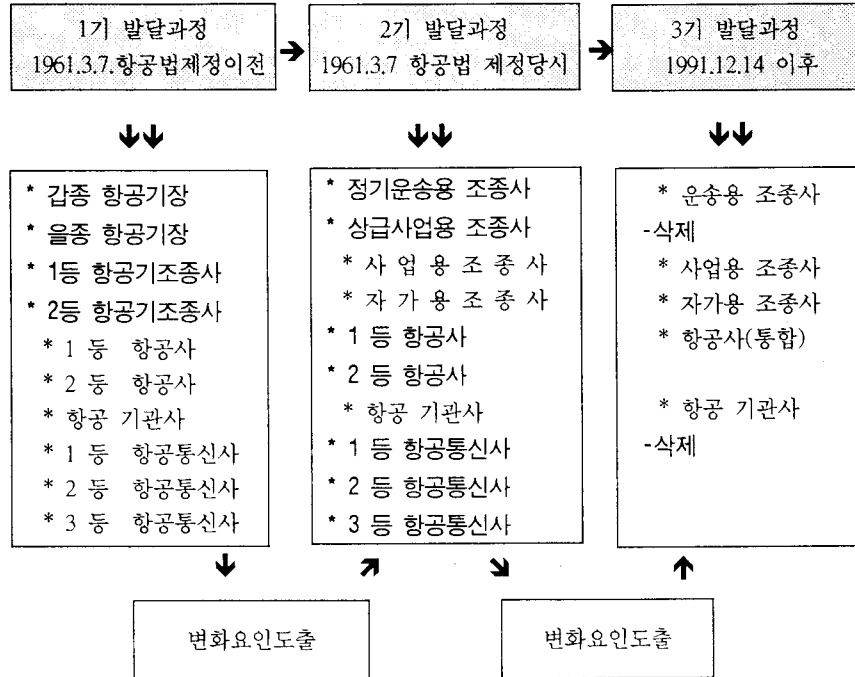 1기 발달과정
1961.3.7.항공법제정이전
2기 발달과정
1961.3.7 항공법 제정당시
3기 발달과정
1991.12.14 이후
* 갑종 항공기장
* 을종 항공기장
* 1등 항공기조종사
* 2등 항공기조종사
* 1 등 항공사
* 2 등 항공사
* 항공 기관사
* 1 등 항공통신사
* 2 등 항공통신사
* 3 등 항공통신사
* 정기운송용 조종사
* 상급사업용 조종사
* 사 업 용 조 종 사
* 자 가 용 조 종 사
* 1 등 항공사
* 2 등 항공사
* 항공 기관사
* 1 등 항공통신사
* 2 등 항공통신사
* 3 등 항공통신사
* 운송용 조종사
-삭제
* 사업용 조종사
* 자가용 조종사
* 항공사(통합)
* 항공 기관사
-삭제
변화요인도출
변화요인도출